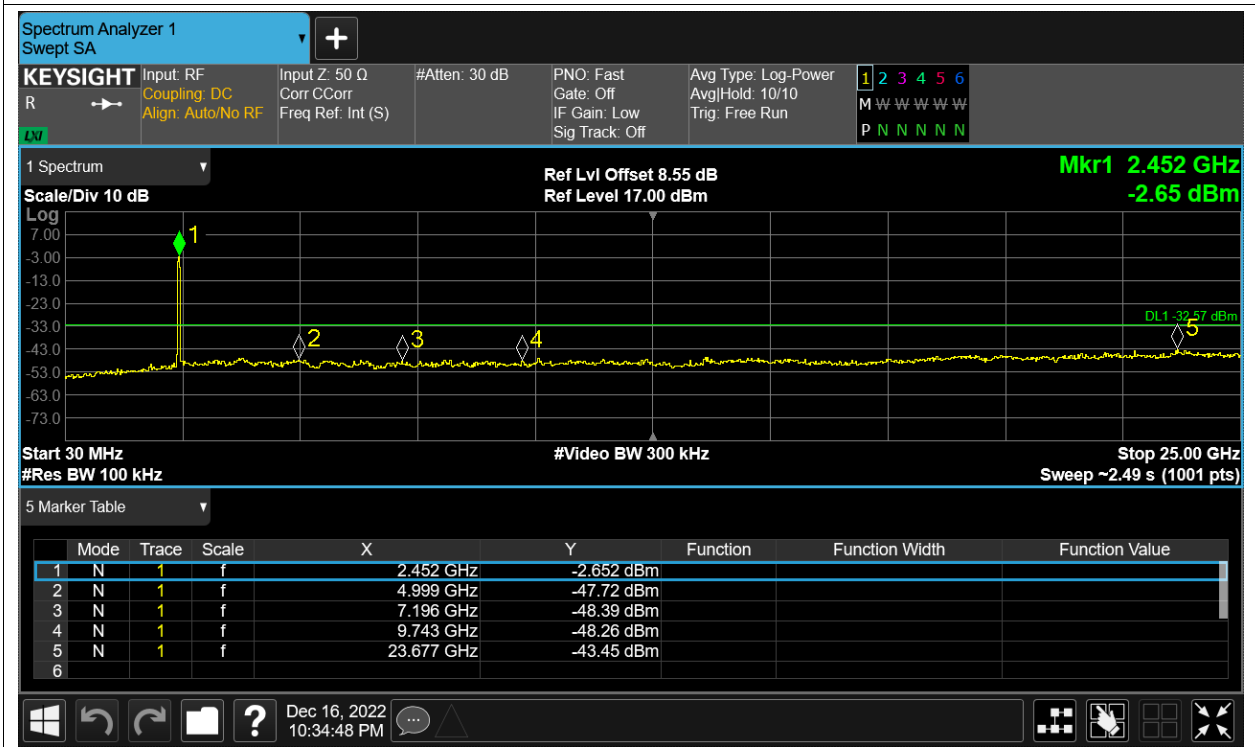 Spectrum Analyzer 1
Swept SA
+
KEYSIGHT Input: RF Input Z: 50 Ω #Atten: 30 dB PNO: Fast Avg Type: Log-Power 1 2 3 4 5 6
R Coupling: DC Corr CCorr Gate: Off Avg|Hold: 10/10 M W W W W W
Align: Auto/No RF Freq Ref: Int (S) IF Gain: Low Trig: Free Run
LXI Sig Track: Off P N N N N N
1 Spectrum
Ref Lvl Offset 8.55 dB Mkr1 2.452 GHz
Scale/Div 10 dB Ref Level 17.00 dBm -2.65 dBm
Log
7.00 1
-3.00
-13.0
-23.0
DL1 -32.57 dBm
-33.0
2 3 4 5
-43.0
-53.0
-63.0
-73.0
Start 30 MHz #Video BW 300 kHz Stop 25.00 GHz
#Res BW 100 kHz Sweep ~2.49 s (1001 pts)
5 Marker Table
Mode Trace Scale X Y Function Function Width Function Value
1 N 1 f 2.452 GHz -2.652 dBm
2 N 1 f 4.999 GHz -47.72 dBm
3 N 1 f 7.196 GHz -48.39 dBm
4 N 1 f 9.743 GHz -48.26 dBm
5 N 1 f 23.677 GHz -43.45 dBm
6
? Dec 16, 2022
10:34:48 PM